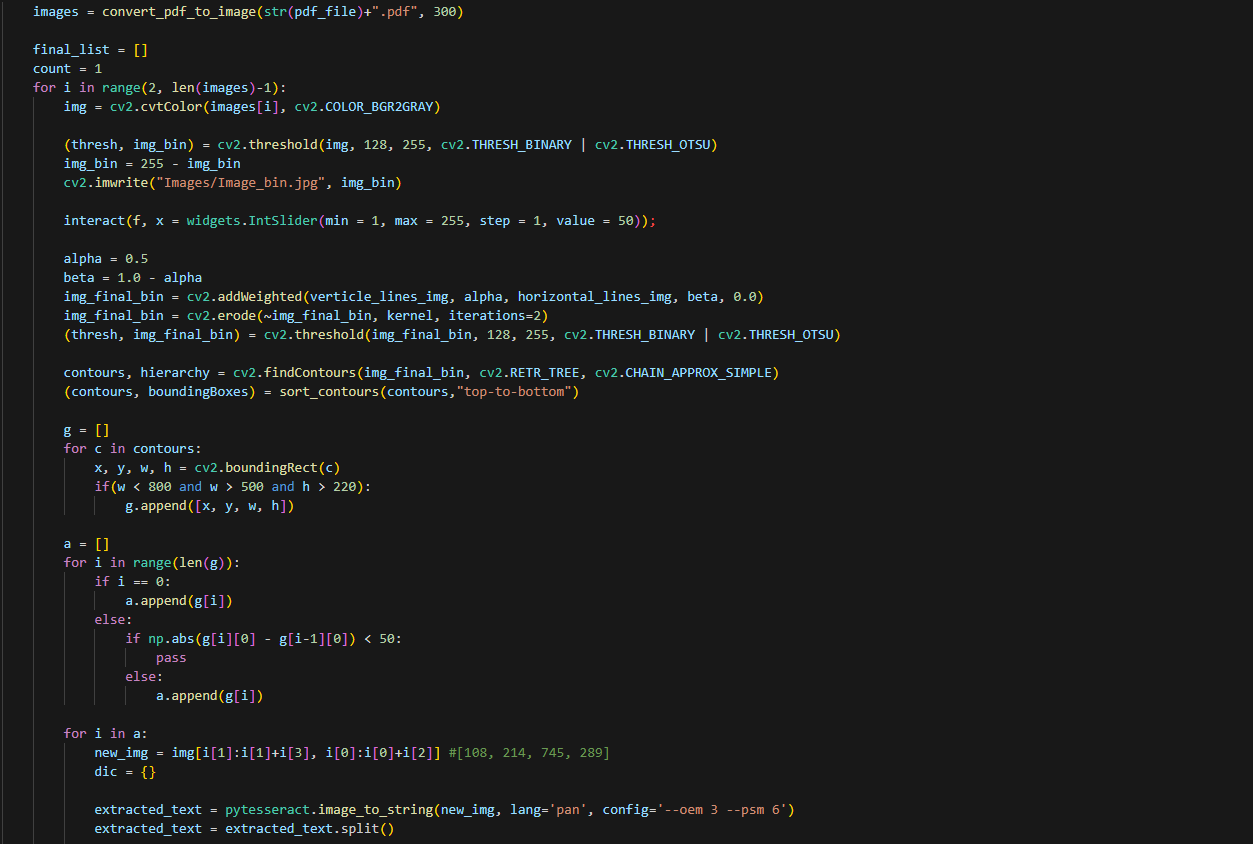 images = convert_pdf_to_image(str(pdf_file)+".pdf", 300)
final_list = []
count = 1
for i in range(2, len(images)-1):
img = cv2.cvtColor(images[i], cv2.COLOR_BGR2GRAY)
(thresh, img_bin) = cv2.threshold(img, 128, 255, cv2.THRESH_BINARY | cv2.THRESH_OTSU)
img_bin = 255 - img_bin
cv2.imwrite("Images/Image_bin.jpg", img_bin)
interact(f, x = widgets.IntSlider(min = 1, max = 255, step = 1, value = 50));
alpha = 0.5
beta = 1.0 - alpha
img_final_bin = cv2.addWeighted(verticle_lines_img, alpha, horizontal_lines_img, beta, 0.0)
img_final_bin = cv2.erode(~img_final_bin, kernel, iterations=2)
(thresh, img_final_bin) = cv2.threshold(img_final_bin, 128, 255, cv2.THRESH_BINARY | cv2.THRESH_OTSU)
contours, hierarchy = cv2.findContours(img_final_bin, cv2.RETR_TREE, cv2.CHAIN_APPROX_SIMPLE)
(contours, boundingBoxes) = sort_contours(contours,"top-to-bottom")
g = []
for c in contours:
x, y, w, h = cv2.boundingRect(c)
if(w < 800 and w > 500 and h > 220):
g.append([x, y, w, h])
a = []
for i in range(len(g)):
if i == 0:
a.append(g[i])
else:
if np.abs(g[i][0] - g[i-1][0]) < 50:
pass
else:
a.append(g[i])
for i in a:
new_img = img[i[1]:i[1]+i[3], i[0]:i[0]+i[2]] #[108, 214, 745, 289]
dic = {}
extracted_text = pytesseract.image_to_string(new_img, lang='pan', config='--oem 3 --psm 6')
extracted_text = extracted_text.split()